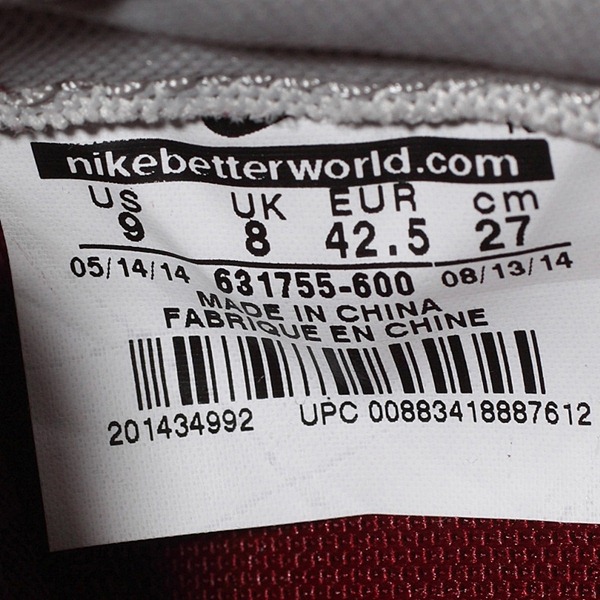 nikebetterworld.com
US UK EUR cm
9 8 42.5 27
05/14/14 631755-600 08/13/14
MADE IN CHINA
FABRIQUE EN CHINE
201434992 UPC 00883418887612